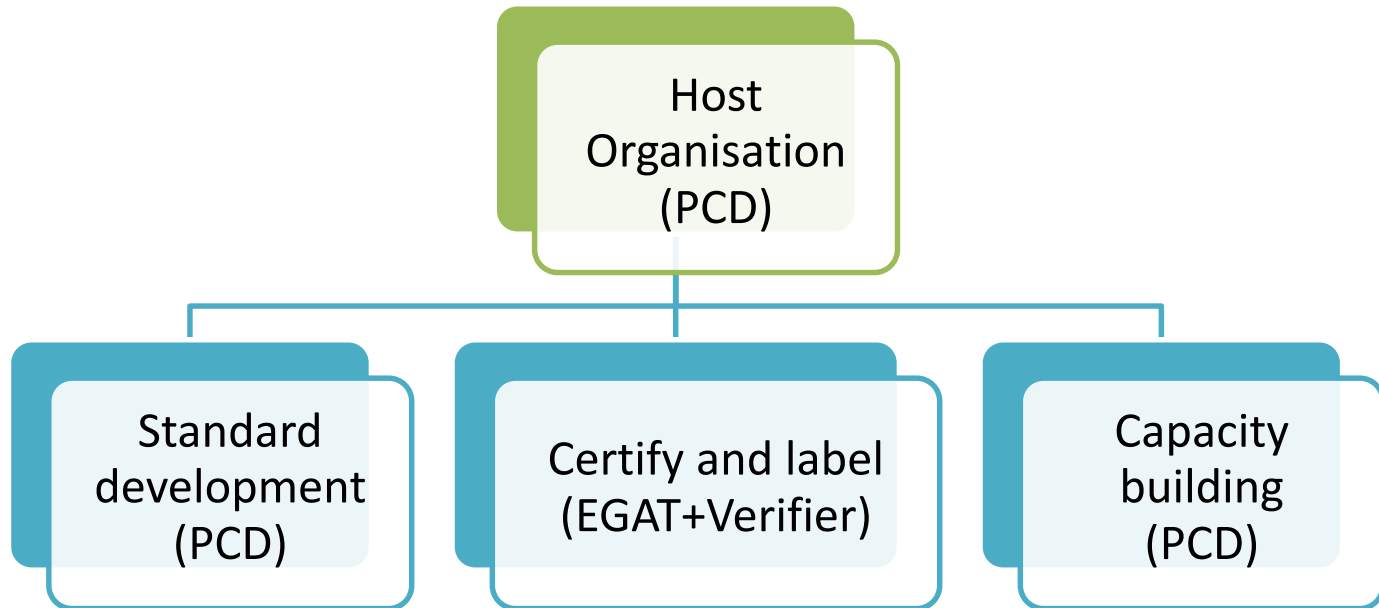 Host
Organisation
(PCD)
Standard
development
(PCD)
Certify and label
(EGAT+Verifier)
Capacity
building
(PCD)